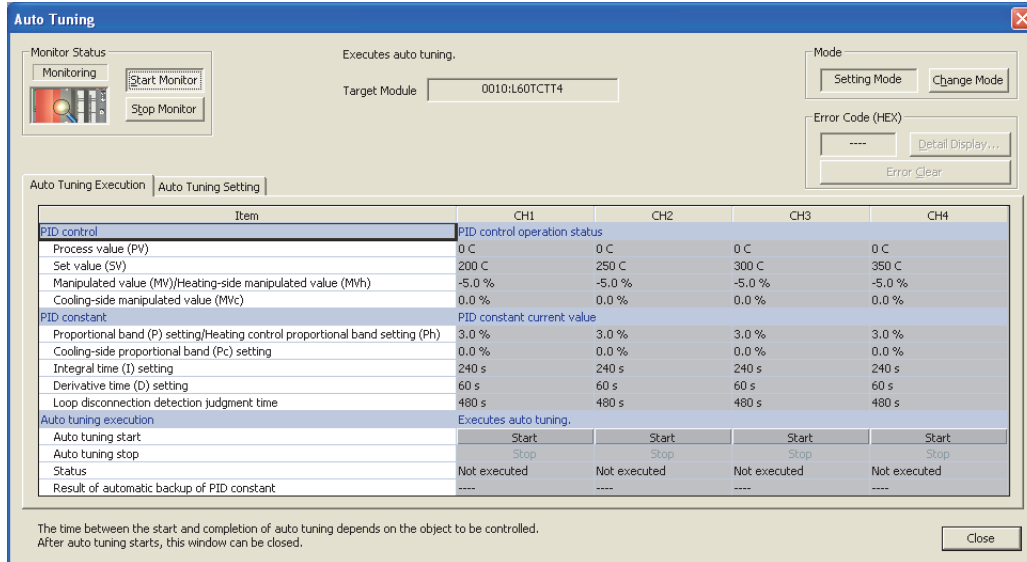 Auto Tuning
Monitor Status
Monitoring
Start Monitor
Stop Monitor
Executes auto tuning.
Target Module 0010:L60TCTT4
Mode
Setting Mode Change Mode
Error Code (HEX)
---- Detail Display...
Error Clear
Auto Tuning Execution Auto Tuning Setting
Item CH1 CH2 CH3 CH4
PID control PID control operation status
Process value (PV) 0 C 0 C 0 C 0 C
Set value (SV) 200 C 250 C 300 C 350 C
Manipulated value (MV)/Heating-side manipulated value (MVh) -5.0 % -5.0 % -5.0 % -5.0 %
Cooling-side manipulated value (MVc) 0.0 % 0.0 % 0.0 % 0.0 %
PID constant PID constant current value
Proportional band (P) setting/Heating control proportional band setting (Ph) 3.0 % 3.0 % 3.0 % 3.0 %
Cooling-side proportional band (Pc) setting 0.0 % 0.0 % 0.0 % 0.0 %
Integral time (I) setting 240 s 240 s 240 s 240 s
Derivative time (D) setting 60 s 60 s 60 s 60 s
Loop disconnection detection judgment time 480 s 480 s 480 s 480 s
Auto tuning execution Executes auto tuning.
Auto tuning start Start Start Start Start
Auto tuning stop Stop Stop Stop Stop
Status Not executed Not executed Not executed Not executed
Result of automatic backup of PID constant ---- ---- ---- ----
The time between the start and completion of auto tuning depends on the object to be controlled.
After auto tuning starts, this window can be closed.
Close